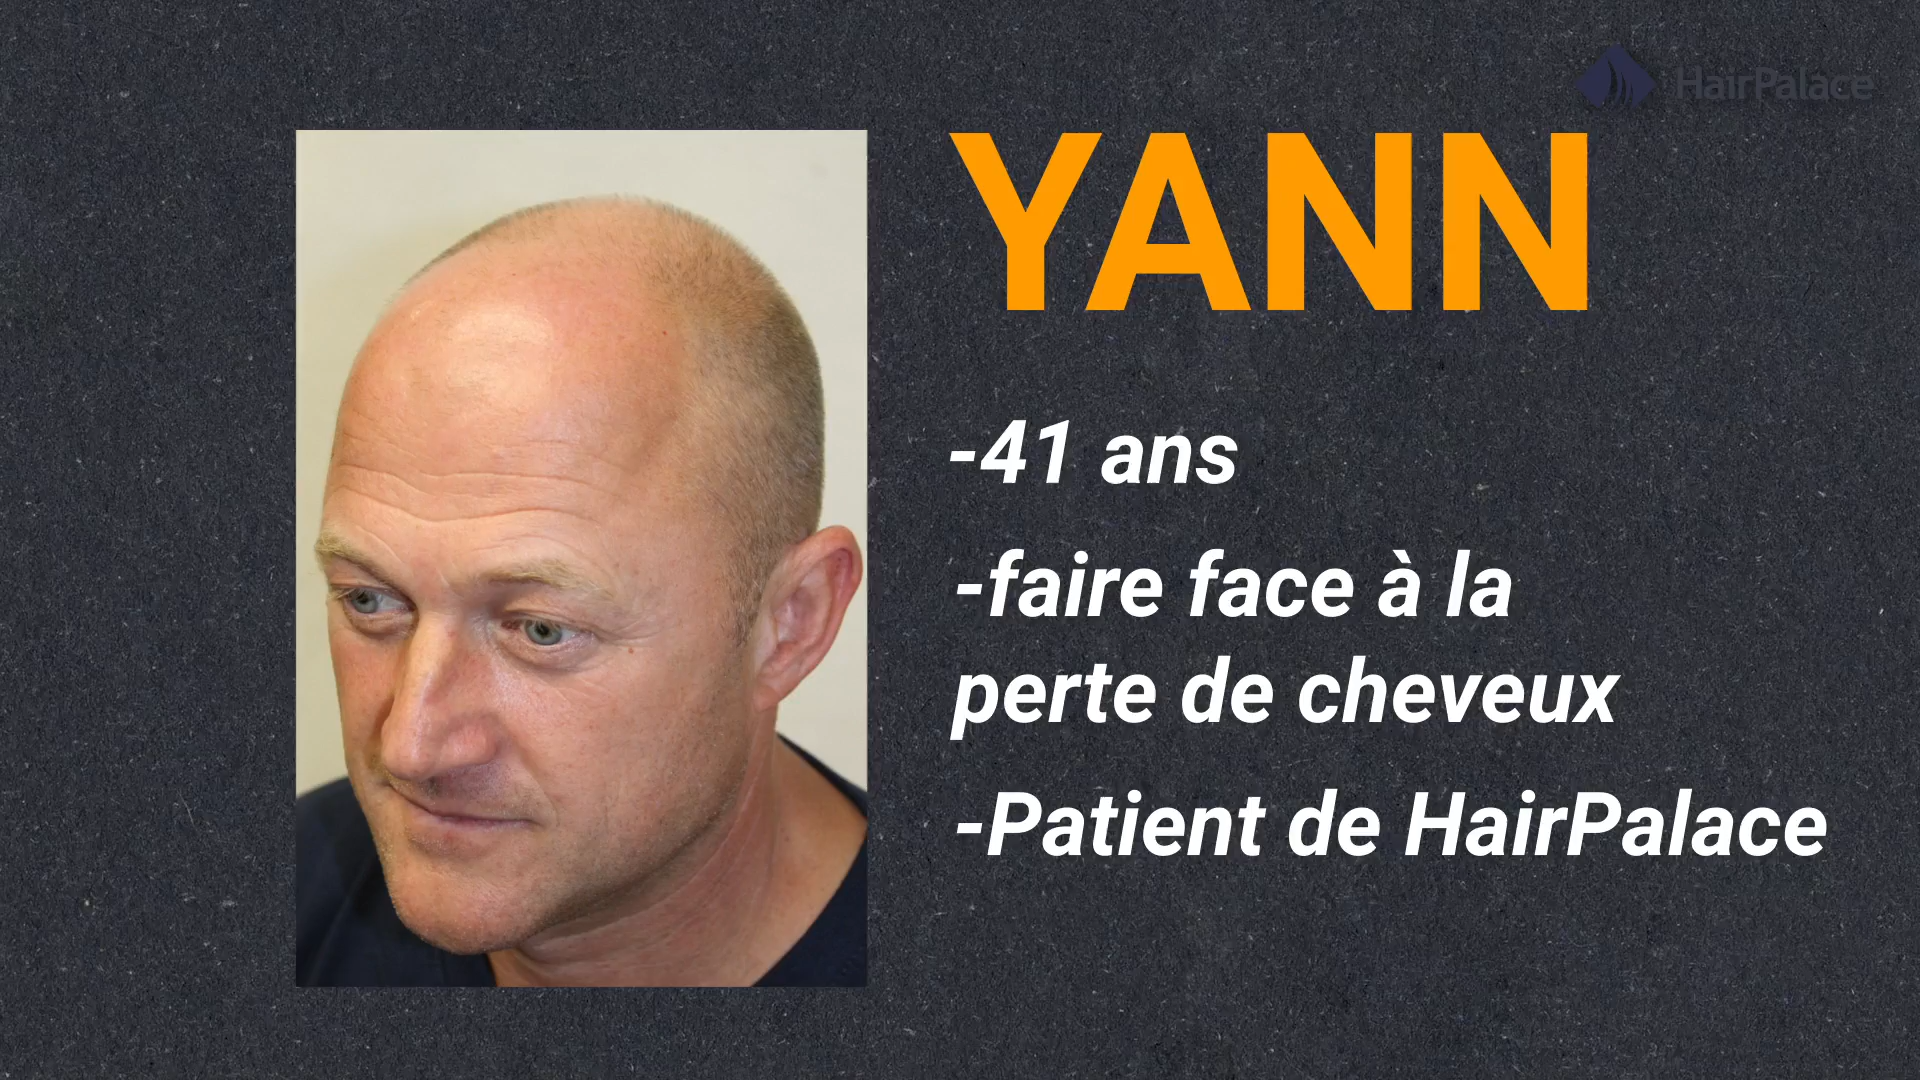 HairPalace
YANN
-41 ans
-faire face à la
perte de cheveux
-Patient de HairPalace